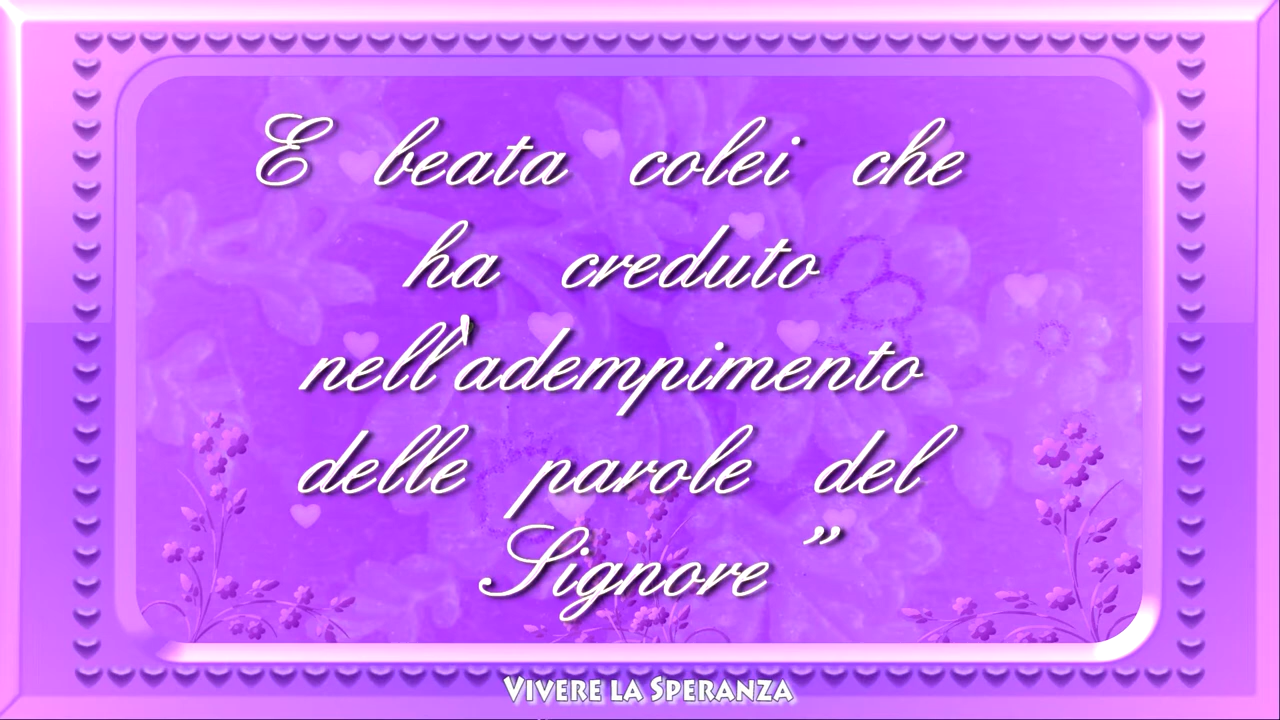 E beata colei che
ha creduto
nell'adempimento
delle parole del
Signore”
Vivere la Speranza